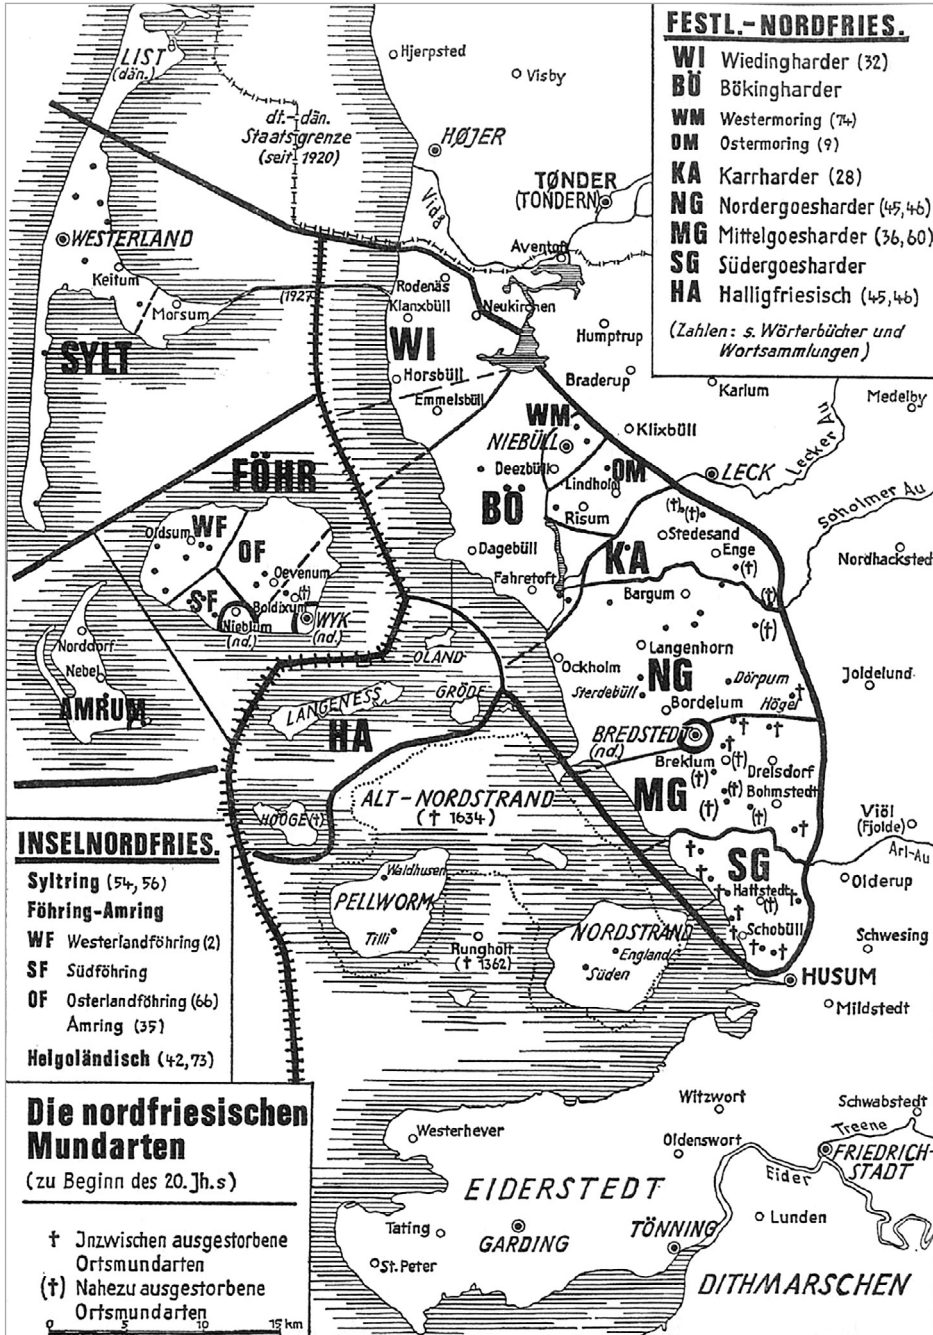 FESTL.-NORDFRIES.
WI Wiedingharder (32)
BÖ Bökingharder
WM Westermoring (74)
OM Ostermoring (9)
KA Karrharder (28)
NG Nordergoesharder (45,46)
MG Mittelgoesharder (36,60)
SG Südergoesharder
HA Halligfriesisch (45,46)
(Zahlen: s. Wörterbücher und
Wortsammlungen)
LIST
(dän.)
Hjerpsted
Visby
dt.-dän.
Staatsgrenze
(seit 1920)
HØJER
TØNDER
(TONDERN)
Vidå
Aventoft
WESTERLAND
Keitum
Morsum
(1927)
SYLT
Rodenäs
Klanxbüll
Neukirchen
WI
Humptrup
Horsbüll
Emmelsbüll
Braderup
Karlum
Medelby
WM
NIEBÜLL
Klixbüll
Lecker Au
LECK
Deezbüll
OM
Lindholm
BÖ
Risum
FÖHR
Soholmer Au
Oldsum
WF
OF
Oevenum
(†)
SF
Boldixum
Nieblum
(nd.)
WYK
(nd.)
(†)
(†)
Stedesand
Enge
(†)
KA
Dagebüll
Fahretoft
Nordhackstedt
Bargum
(†)
(†)
Norddorf
Nebel
AMRUM
OLAND
Langenhorn
Ockholm
NG
Sterdebüll
Dörpum
Joldelund
Bordelum
Högel
LANGENESS
GRÖDE
HA
BREDSTEDT
(nd.)
Breklum
(†)
Drelsdorf
(†)
Bohmstedt
MG
(†)
(†)
(†)
ALT-NORDSTRAND
(† 1634)
HOOGE (†)
Viöl
(Fjolde)
Arl-Au
SG
Olderup
Hattstedt
(†)
Schobüll
Schwesing
Waldhusen
PELLWORM
Tilli
Rungholt
(† 1362)
NORDSTRAND
England
Süden
HUSUM
Mildstedt
INSELNORDFRIES.
Syltring (54, 56)
Föhring-Amring
WF Westerlandföhring (2)
SF Südföhring
OF Osterlandföhring (66)
Amring (35)
Helgoländisch (42,73)
Die nordfriesischen
Mundarten
(zu Beginn des 20. Jh.s)
† Inzwischen ausgestorbene
Ortsmundarten
(†) Nahezu ausgestorbene
Ortsmundarten
0 5 10 15 km
Witzwort
Schwabstedt
Treene
Westerhever
Oldenswort
FRIEDRICH-
STADT
Eider
EIDERSTEDT
Tating
GARDING
TÖNNING
Lunden
St. Peter
DITHMARSCHEN